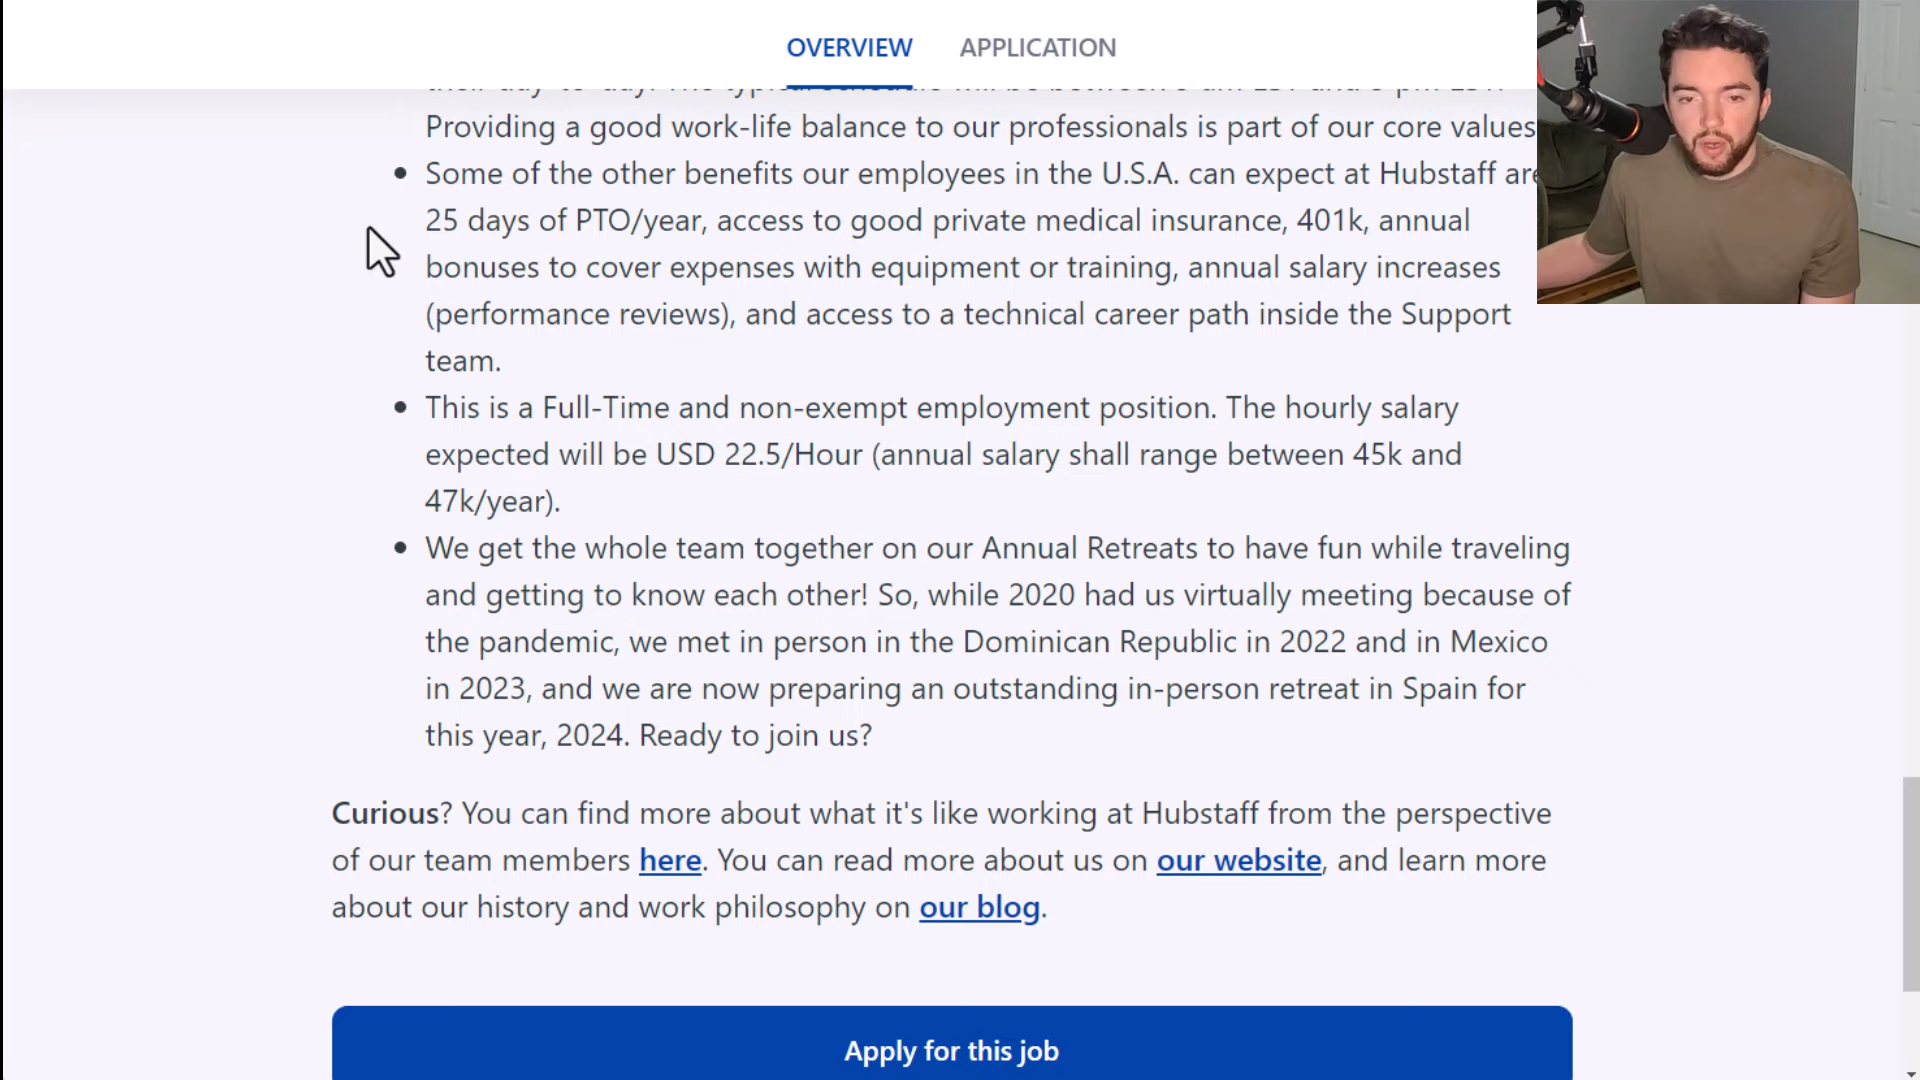 OVERVIEW
APPLICATION
Providing a good work-life balance to our professionals is part of our core values
Some of the other benefits our employees in the U.S.A. can expect at Hubstaff are
25 days of PTO/year, access to good private medical insurance, 401k, annual
bonuses to cover expenses with equipment or training, annual salary increases
(performance reviews), and access to a technical career path inside the Support
team.
This is a Full-Time and non-exempt employment position. The hourly salary
expected will be USD 22.5/Hour (annual salary shall range between 45k and
47k/year).
We get the whole team together on our Annual Retreats to have fun while traveling
and getting to know each other! So, while 2020 had us virtually meeting because of
the pandemic, we met in person in the Dominican Republic in 2022 and in Mexico
in 2023, and we are now preparing an outstanding in-person retreat in Spain for
this year, 2024. Ready to join us?
Curious? You can find more about what it's like working at Hubstaff from the perspective
of our team members here. You can read more about us on our website, and learn more
about our history and work philosophy on our blog.
Apply for this job